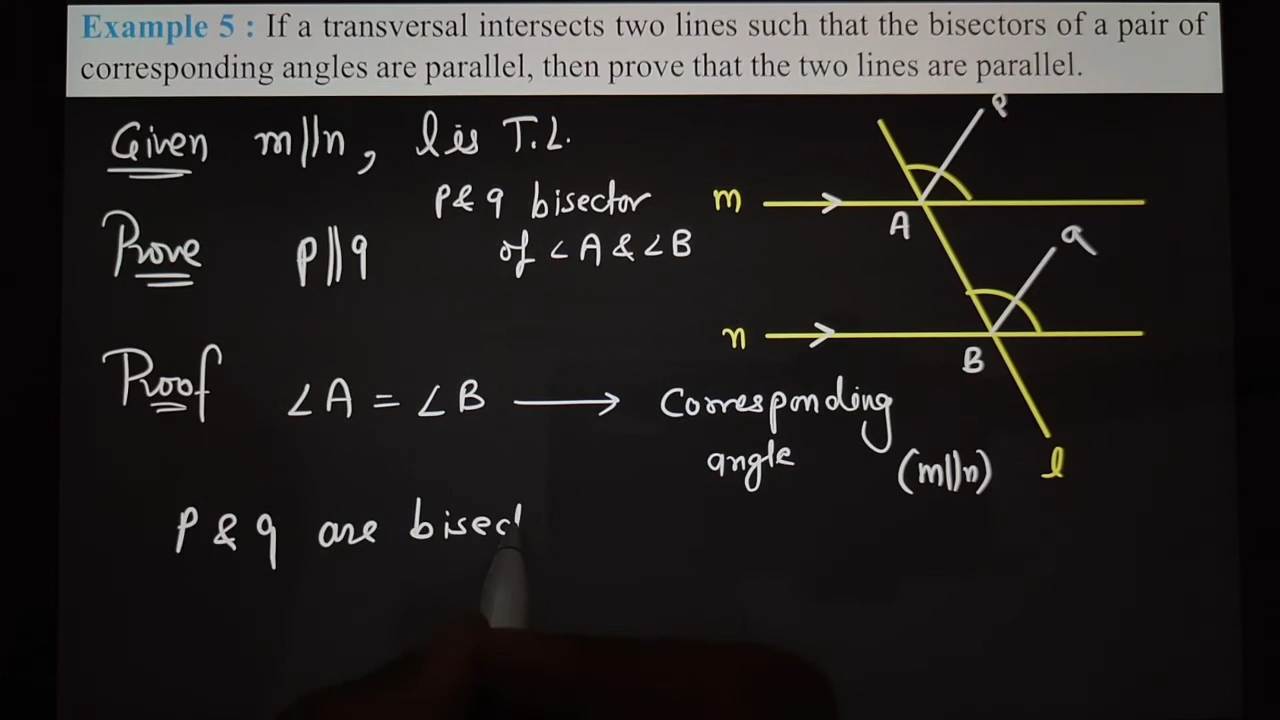 Example 5 : If a transversal intersects two lines such that the bisectors of a pair of
corresponding angles are parallel, then prove that the two lines are parallel.
Given m||n, l is T.L.
p & q bisector
of ∠A & ∠B
Prove p||q
Proof ∠A = ∠B ⟶ Corresponding
angle (m||n)
p & q are bisec
P
m
A
q
n
B
l